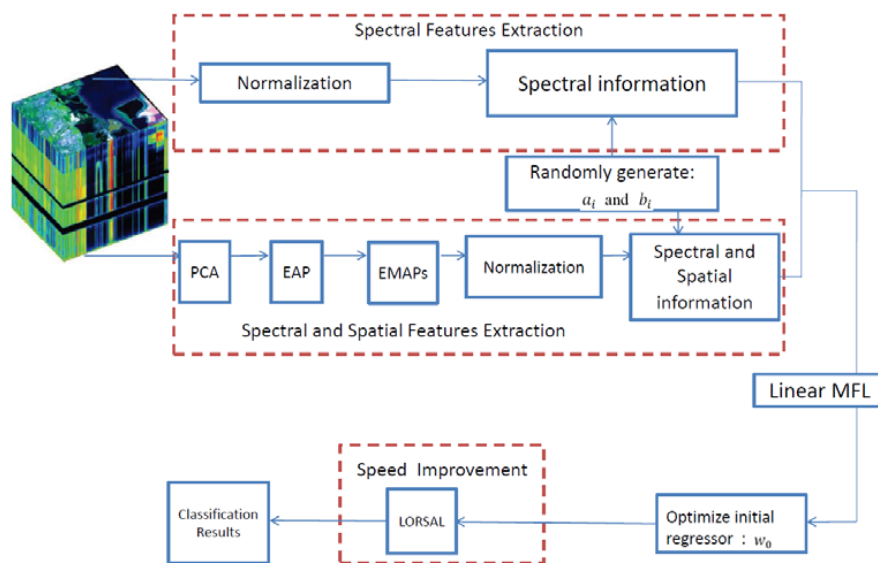 Spectral Features Extraction
Normalization
Spectral information
Randomly generate:
a_i and b_i
PCA
EAP
EMAPs
Normalization
Spectral and
Spatial
information
Spectral and Spatial Features Extraction
Linear MFL
Speed Improvement
Classification
Results
LORSAL
Optimize initial
regressor : w_0